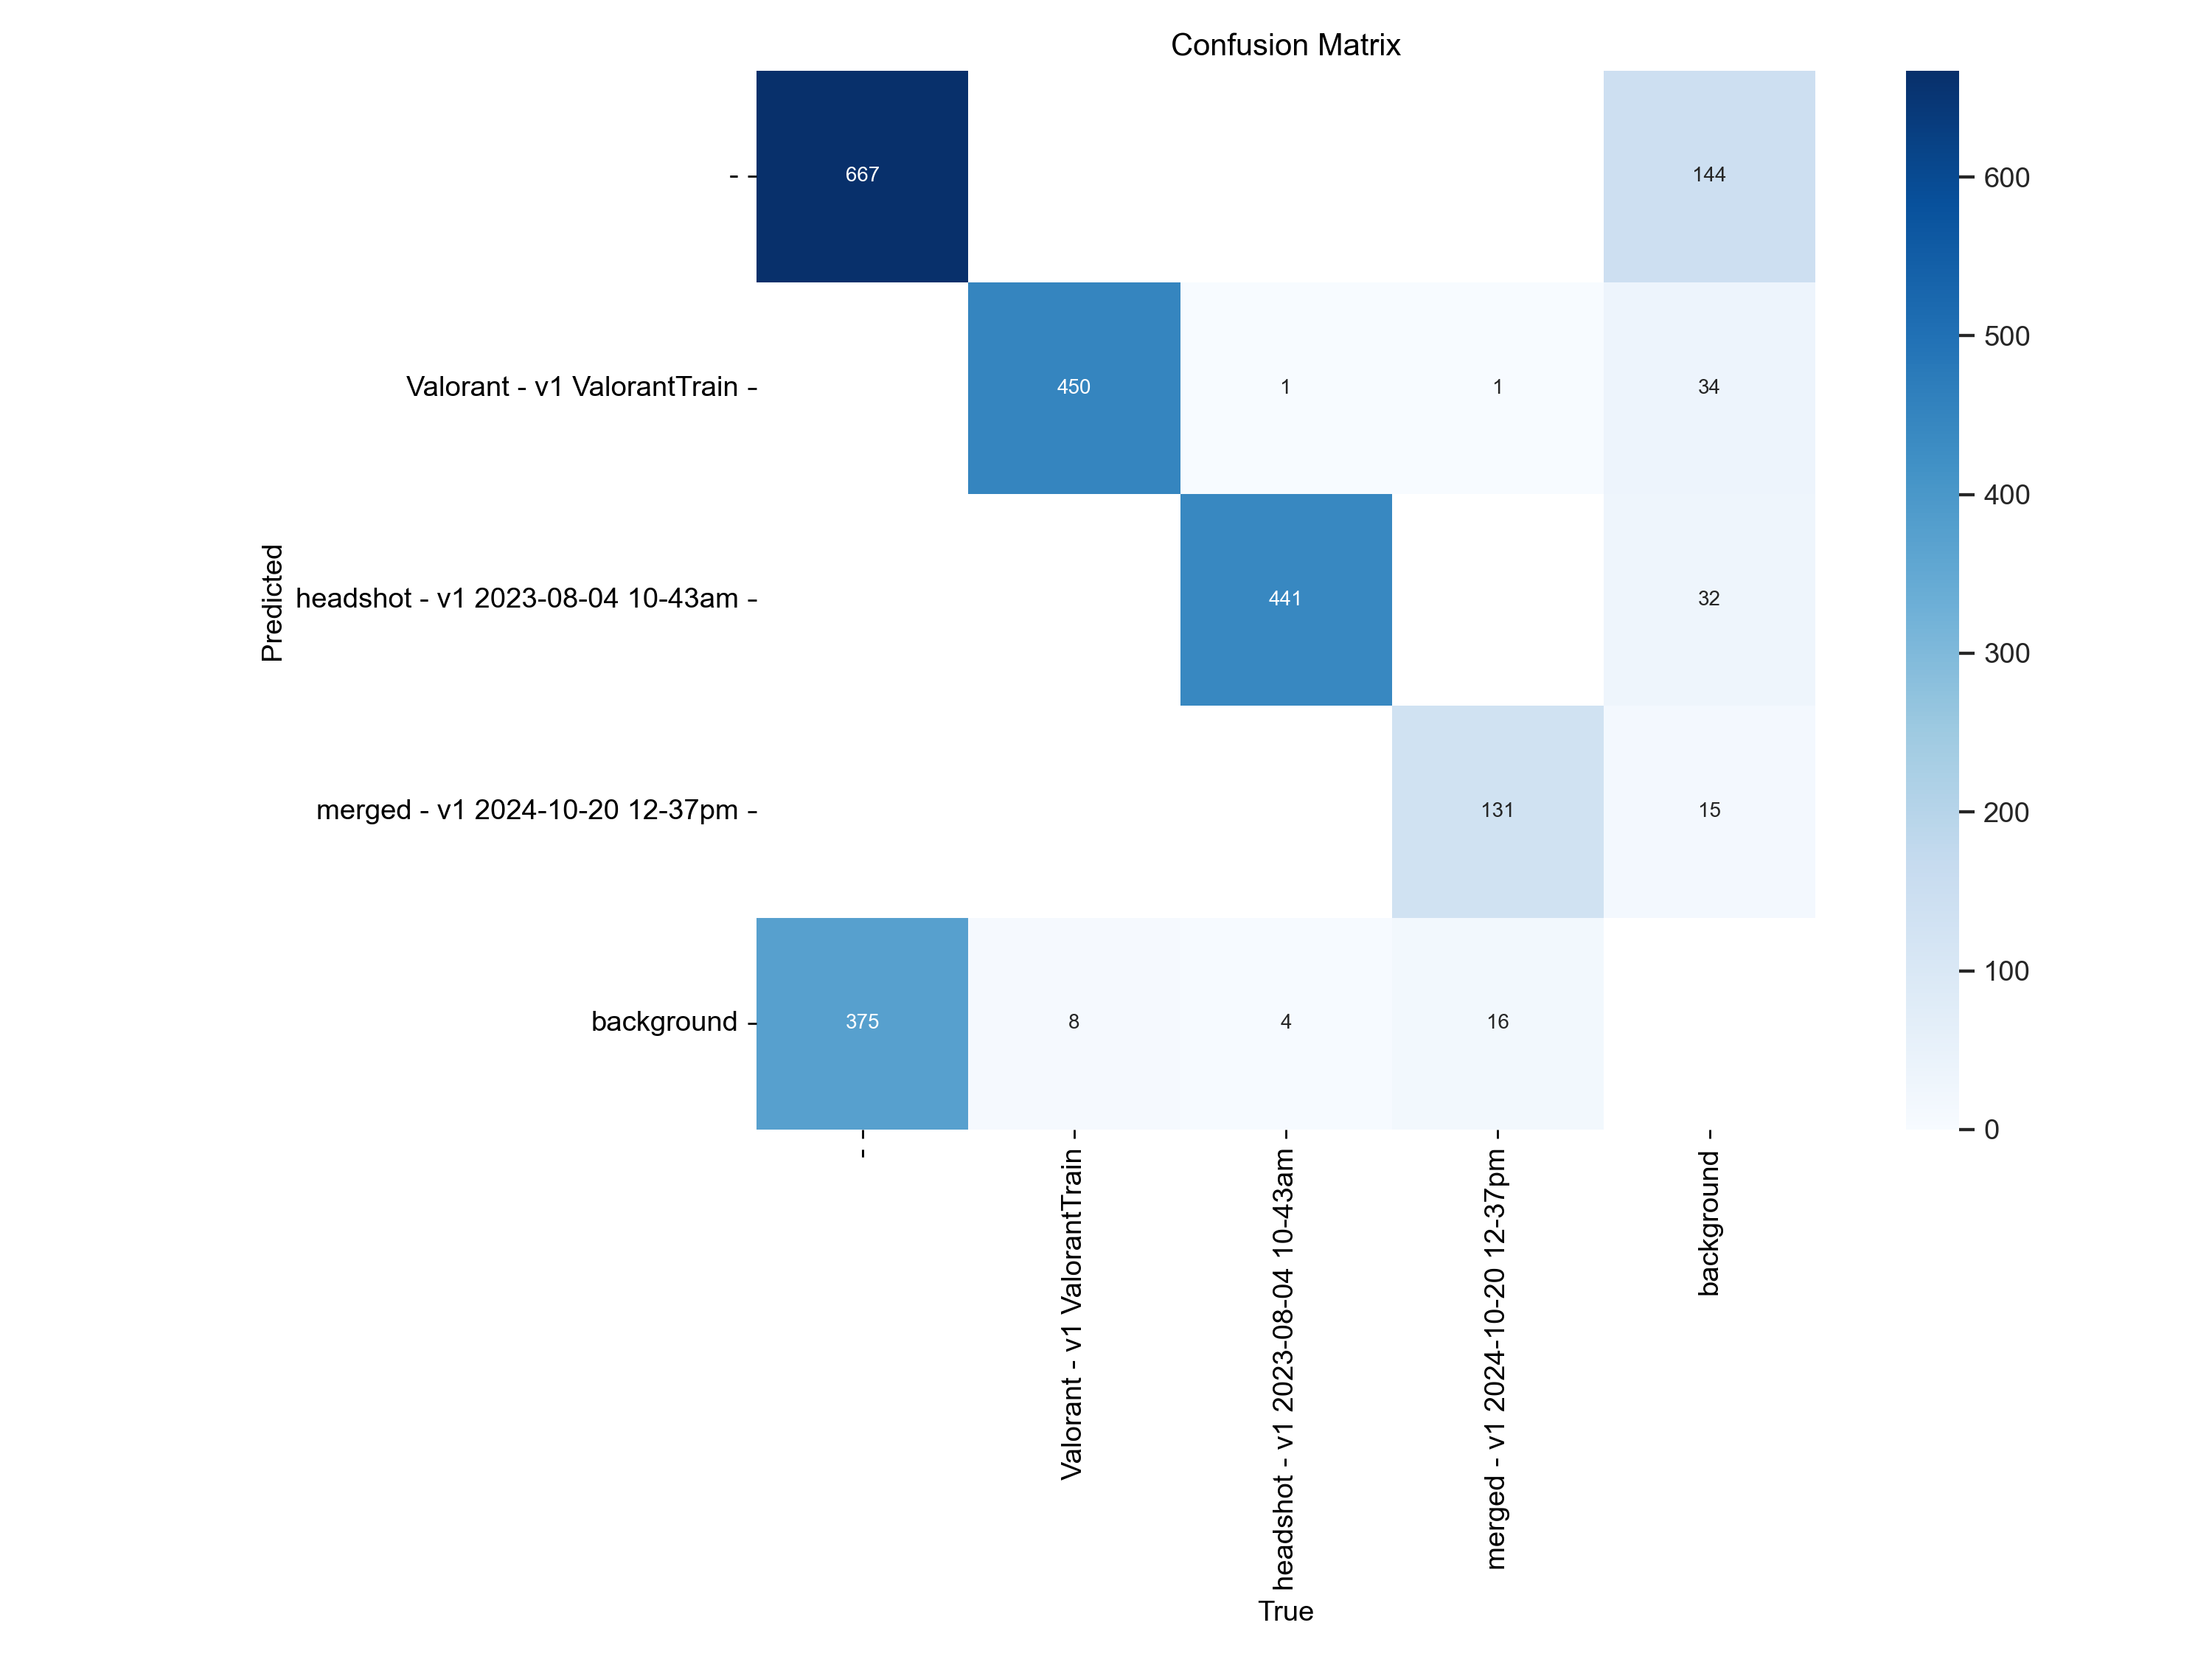 Confusion Matrix
Predicted
-
667
144
Valorant - v1 ValorantTrain
450
1
1
34
headshot - v1 2023-08-04 10-43am
441
32
merged - v1 2024-10-20 12-37pm
131
15
background
375
8
4
16
-
Valorant - v1 ValorantTrain
headshot - v1 2023-08-04 10-43am
merged - v1 2024-10-20 12-37pm
background
True
600
500
400
300
200
100
0